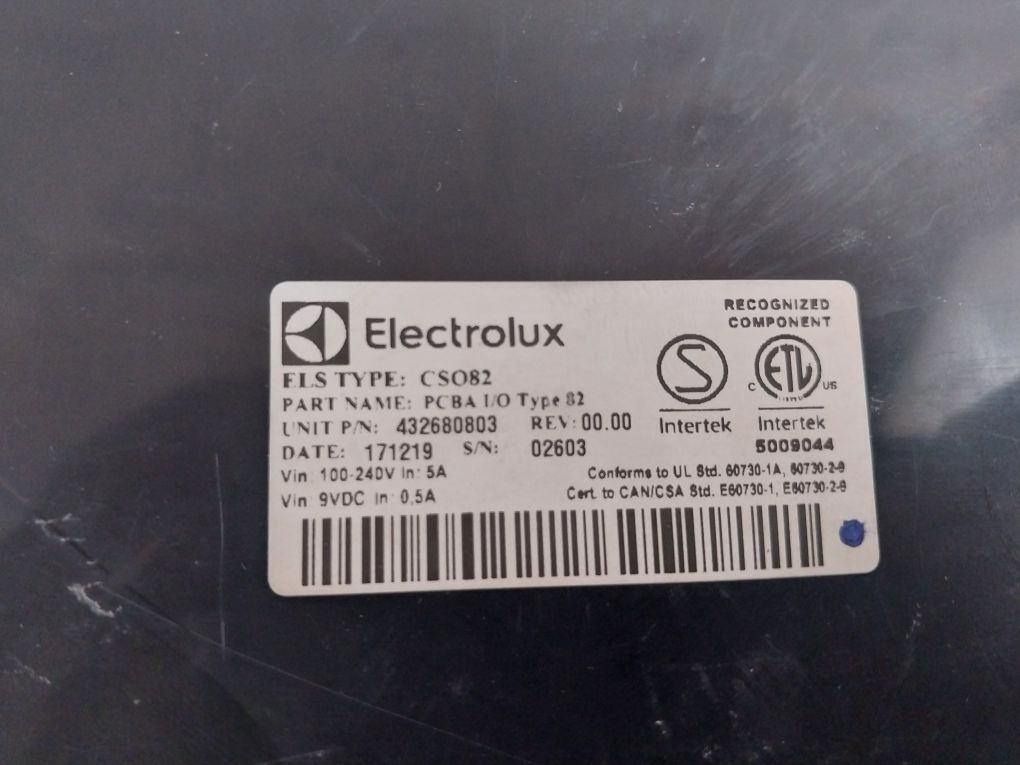 Electrolux
RECOGNIZED
COMPONENT
ELS TYPE: CSO82
PART NAME: PCBA I/O Type 82
UNIT P/N: 432680803 REV: 00.00
DATE: 171219 S/N: 02603
Vin: 100-240V In: 5A
Vin: 9VDC In: 0,5A
S
Intertek
C ETL US
Intertek
5009044
Conforms to UL Std. 60730-1A, 60730-2-9
Cert. to CAN/CSA Std. E60730-1, E60730-2-9